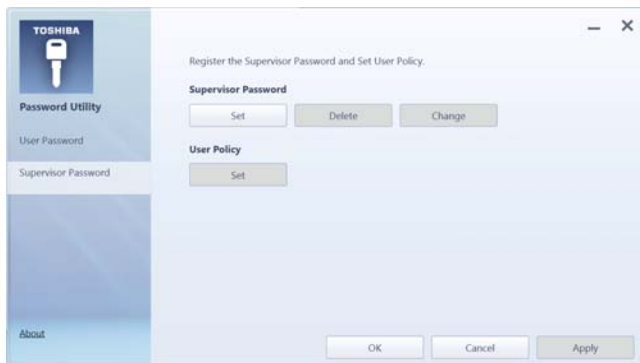 TOSHIBA
Password Utility
User Password
Supervisor Password
About
Register the Supervisor Password and Set User Policy.
Supervisor Password
Set Delete Change
User Policy
Set
OK Cancel Apply